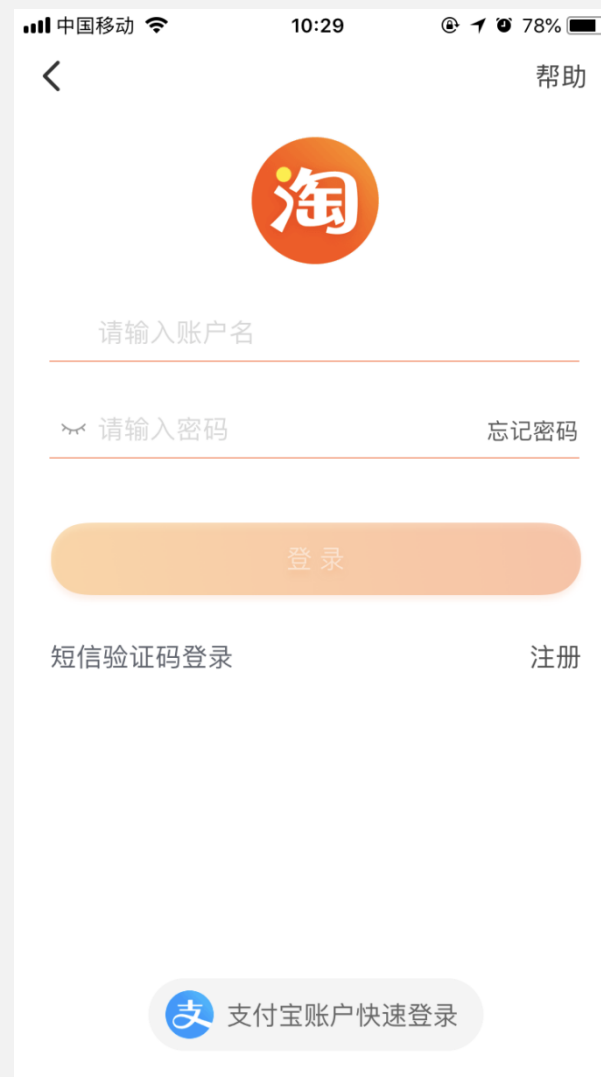 中国移动 10:29 78%
帮助
淘
请输入账户名
请输入密码 忘记密码
登录
短信验证码登录 注册
支 支付宝账户快速登录